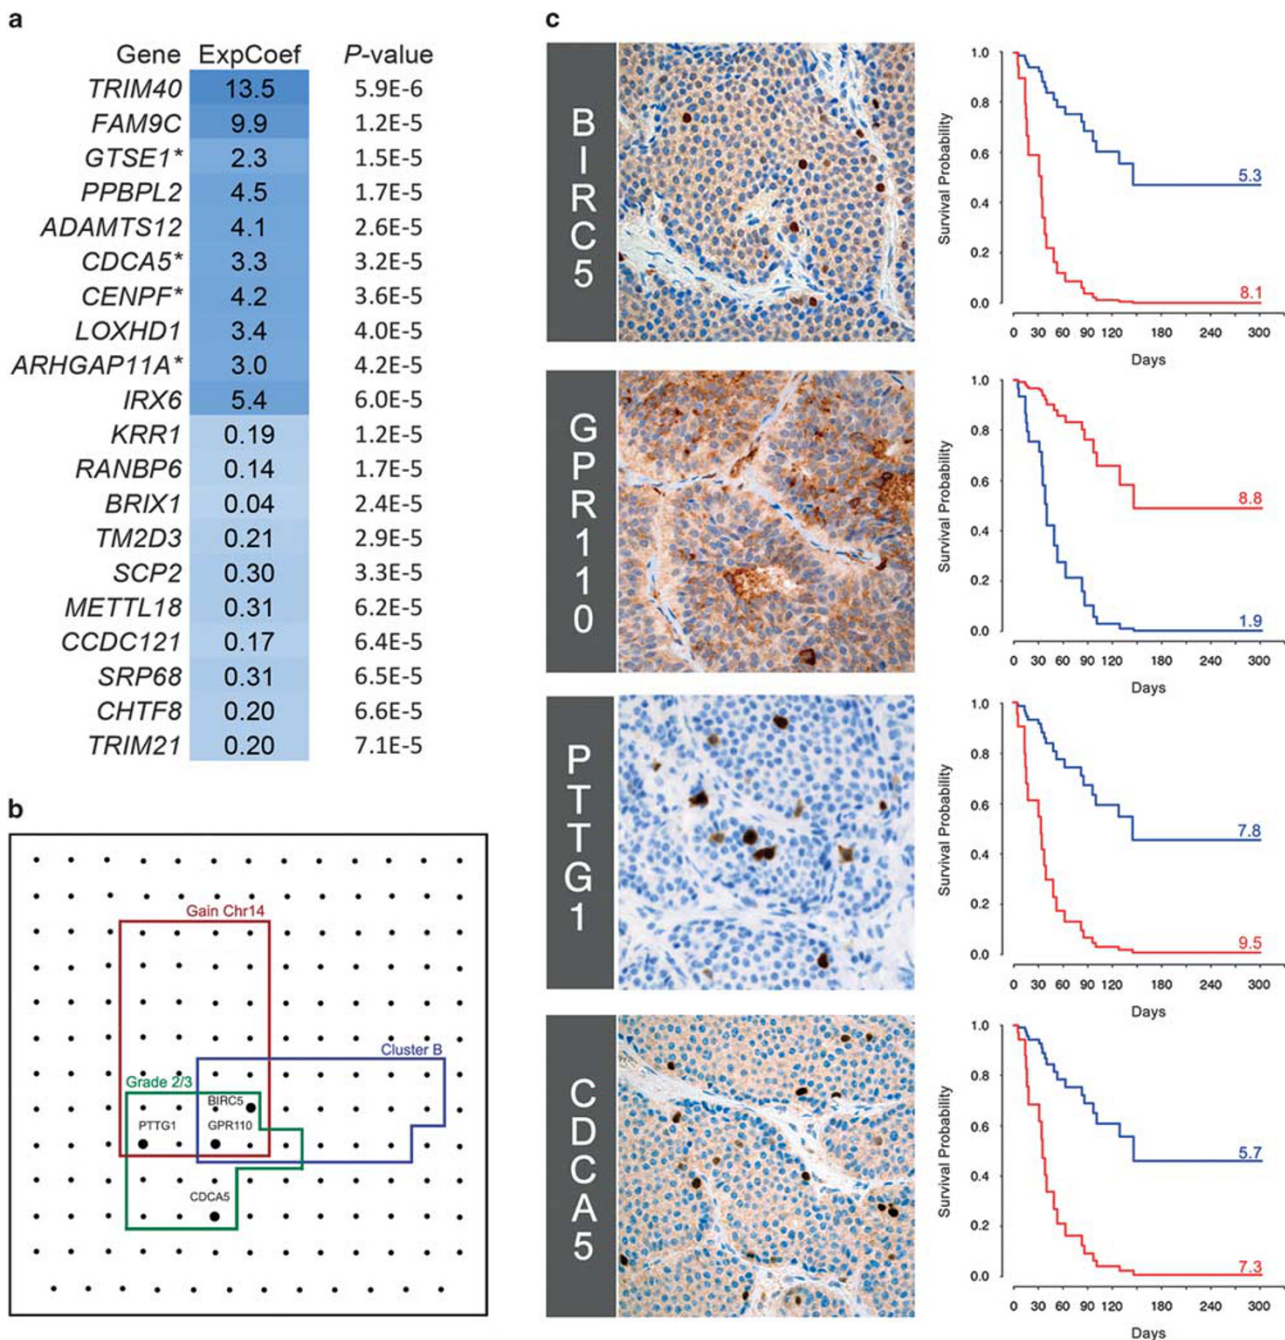 a
Gene ExpCoef P-value
TRIM40 13.5 5.9E-6
FAM9C 9.9 1.2E-5
GTSE1* 2.3 1.5E-5
PPBPL2 4.5 1.7E-5
ADAMTS12 4.1 2.6E-5
CDCA5* 3.3 3.2E-5
CENPF* 4.2 3.6E-5
LOXHD1 3.4 4.0E-5
ARHGAP11A* 3.0 4.2E-5
IRX6 5.4 6.0E-5
KRR1 0.19 1.2E-5
RANBP6 0.14 1.7E-5
BRIX1 0.04 2.4E-5
TM2D3 0.21 2.9E-5
SCP2 0.30 3.3E-5
METTL18 0.31 6.2E-5
CCDC121 0.17 6.4E-5
SRP68 0.31 6.5E-5
CHTF8 0.20 6.6E-5
TRIM21 0.20 7.1E-5
b
Gain Chr14
Cluster B
Grade 2/3
BIRC5
PTTG1 GPR110
CDCA5
c
BIRC5
Survival Probability
1.0
0.8
0.6
0.4
0.2
0.0
5.3
8.1
0 30 60 90 120 180 240 300
Days
GPR110
Survival Probability
1.0
0.8
0.6
0.4
0.2
0.0
8.8
1.9
0 30 60 90 120 180 240 300
Days
PTTG1
Survival Probability
1.0
0.8
0.6
0.4
0.2
0.0
7.8
9.5
0 30 60 90 120 180 240 300
Days
CDCA5
Survival Probability
1.0
0.8
0.6
0.4
0.2
0.0
5.7
7.3
0 30 60 90 120 180 240 300
Days